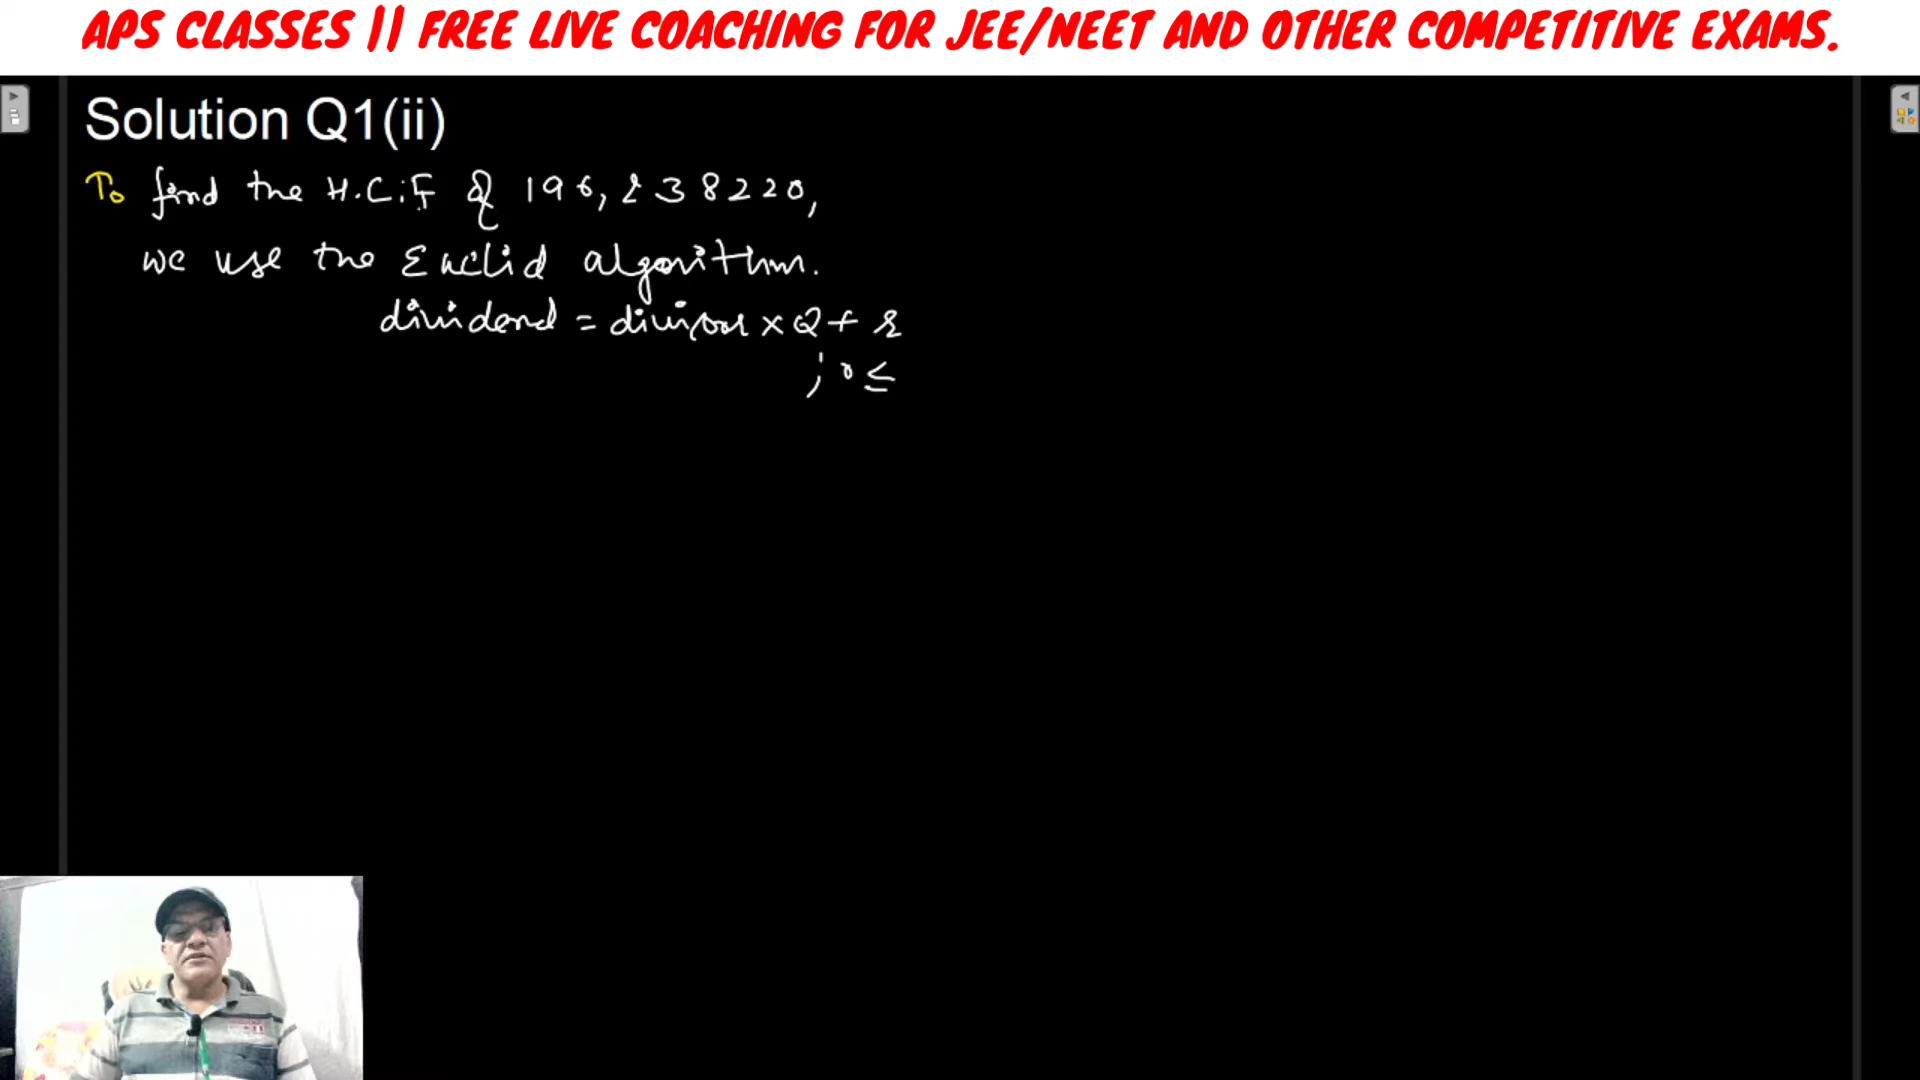 APS CLASSES || FREE LIVE COACHING FOR JEE/NEET AND OTHER COMPETITIVE EXAMS.
Solution Q1(ii)
To find the H.C.F of 196, & 38220,
we use the Euclid algorithm.
dividend = divisor × Q + r
; 0 ≤